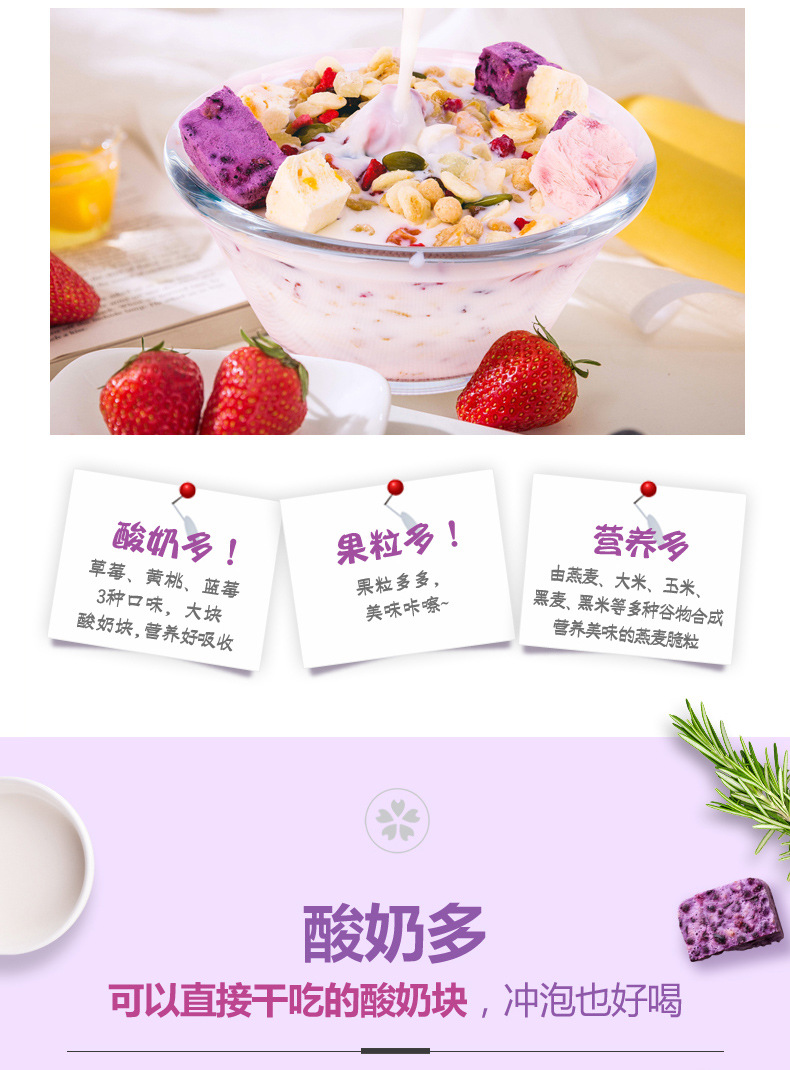 酸奶多！
草莓、黄桃、蓝莓
3种口味，大块
酸奶块,营养好吸收
果粒多！
果粒多多，
美味咔嚓~
营养多
由燕麦、大米、玉米、
黑麦、黑米等多种谷物合成
营养美味的燕麦脆粒
酸奶多
可以直接干吃的酸奶块，冲泡也好喝